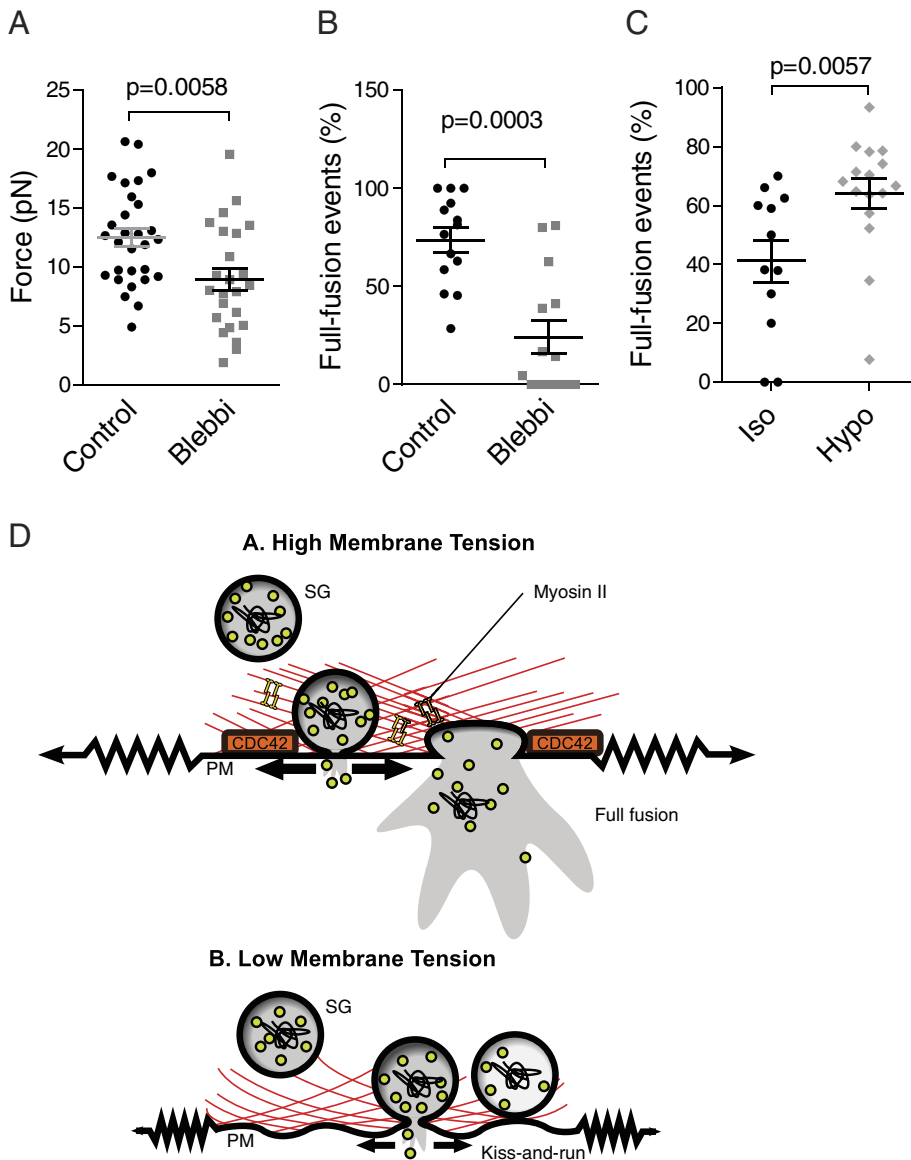 A
Force (pN)
25
20
15
10
5
0
p=0.0058
Control
Blebbi
B
Full-fusion events (%)
150
100
50
0
p=0.0003
Control
Blebbi
C
Full-fusion events (%)
100
80
60
40
20
0
p=0.0057
Iso
Hypo
D
A. High Membrane Tension
SG
Myosin II
CDC42
CDC42
PM
Full fusion
B. Low Membrane Tension
SG
PM
Kiss-and-run